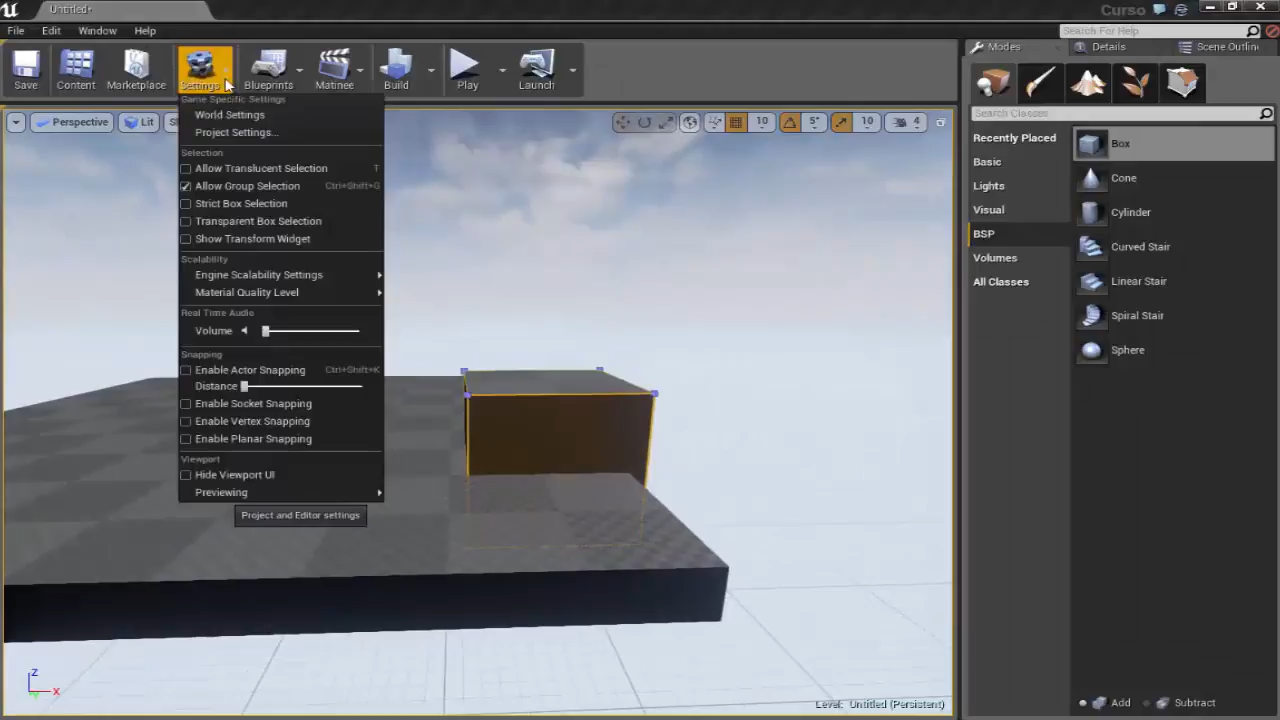 Untitled*
Curso
File Edit Window Help
Search For Help
Save Content Marketplace Settings Blueprints Matinee Build Play Launch
Modes Details Scene Outlin
Game Specific Settings
World Settings
Project Settings...
Selection
Allow Translucent Selection T
Allow Group Selection Ctrl+Shift+G
Strict Box Selection
Transparent Box Selection
Show Transform Widget
Scalability
Engine Scalability Settings
Material Quality Level
Real Time Audio
Volume
Snapping
Enable Actor Snapping Ctrl+Shift+K
Distance
Enable Socket Snapping
Enable Vertex Snapping
Enable Planar Snapping
Viewport
Hide Viewport UI
Previewing
Project and Editor settings
Perspective Lit S
10 5° 10 4
Search Classes
Recently Placed
Basic
Lights
Visual
BSP
Volumes
All Classes
Box
Cone
Cylinder
Curved Stair
Linear Stair
Spiral Stair
Sphere
Add Subtract
Z
X
Level: Untitled (Persistent)